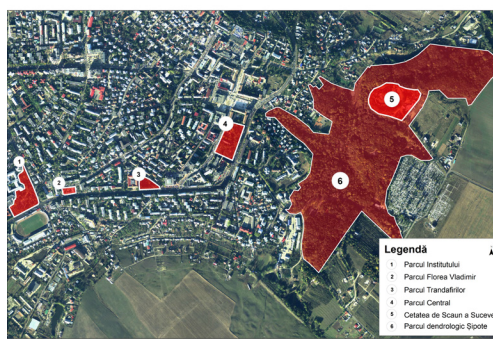 1
2
3
4
5
6
Legendă
1 Parcul Institutului
2 Parcul Florea Vladimir
3 Parcul Trandafirilor
4 Parcul Central
5 Cetatea de Scaun a Suceve
6 Parcul dendrologic Șipote